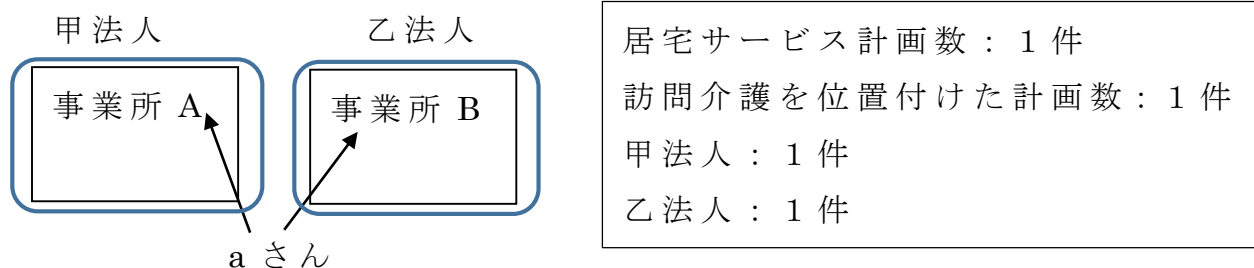 甲法人
乙法人
事業所 A
事業所 B
aさん
居宅サービス計画数：1件
訪問介護を位置付けた計画数：1件
甲法人：1件
乙法人：1件